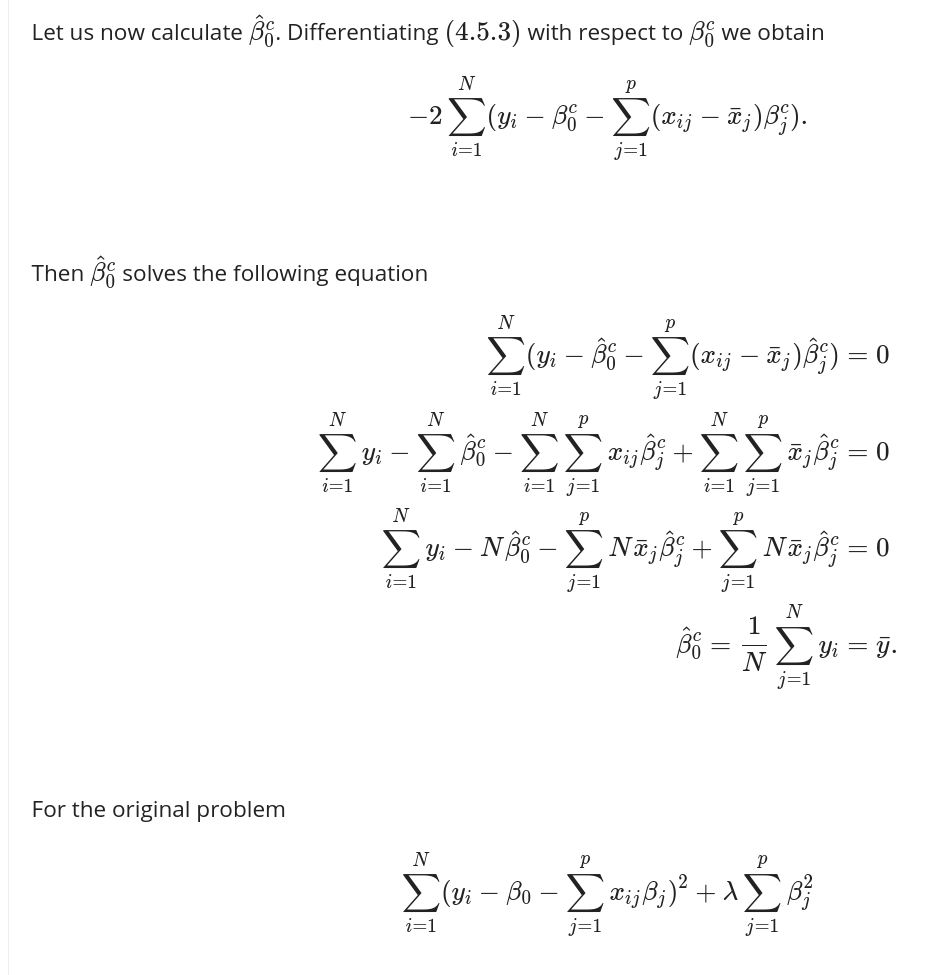 Let us now calculate $\hat{\beta}_0^c$. Differentiating $(4.5.3)$ with respect to $\beta_0^c$ we obtain
$$-2\sum_{i=1}^{N}(y_i - \beta_0^c - \sum_{j=1}^{p}(x_{ij} - \bar{x}_j)\beta_j^c).$$
Then $\hat{\beta}_0^c$ solves the following equation
$$\sum_{i=1}^{N}(y_i - \hat{\beta}_0^c - \sum_{j=1}^{p}(x_{ij} - \bar{x}_j)\hat{\beta}_j^c) = 0$$
$$\sum_{i=1}^{N} y_i - \sum_{i=1}^{N}\hat{\beta}_0^c - \sum_{i=1}^{N}\sum_{j=1}^{p} x_{ij}\hat{\beta}_j^c + \sum_{i=1}^{N}\sum_{j=1}^{p}\bar{x}_j\hat{\beta}_j^c = 0$$
$$\sum_{i=1}^{N} y_i - N\hat{\beta}_0^c - \sum_{j=1}^{p} N\bar{x}_j\hat{\beta}_j^c + \sum_{j=1}^{p} N\bar{x}_j\hat{\beta}_j^c = 0$$
$$\hat{\beta}_0^c = \frac{1}{N}\sum_{j=1}^{N} y_i = \bar{y}.$$
For the original problem
$$\sum_{i=1}^{N}(y_i - \beta_0 - \sum_{j=1}^{p} x_{ij}\beta_j)^2 + \lambda\sum_{j=1}^{p}\beta_j^2$$